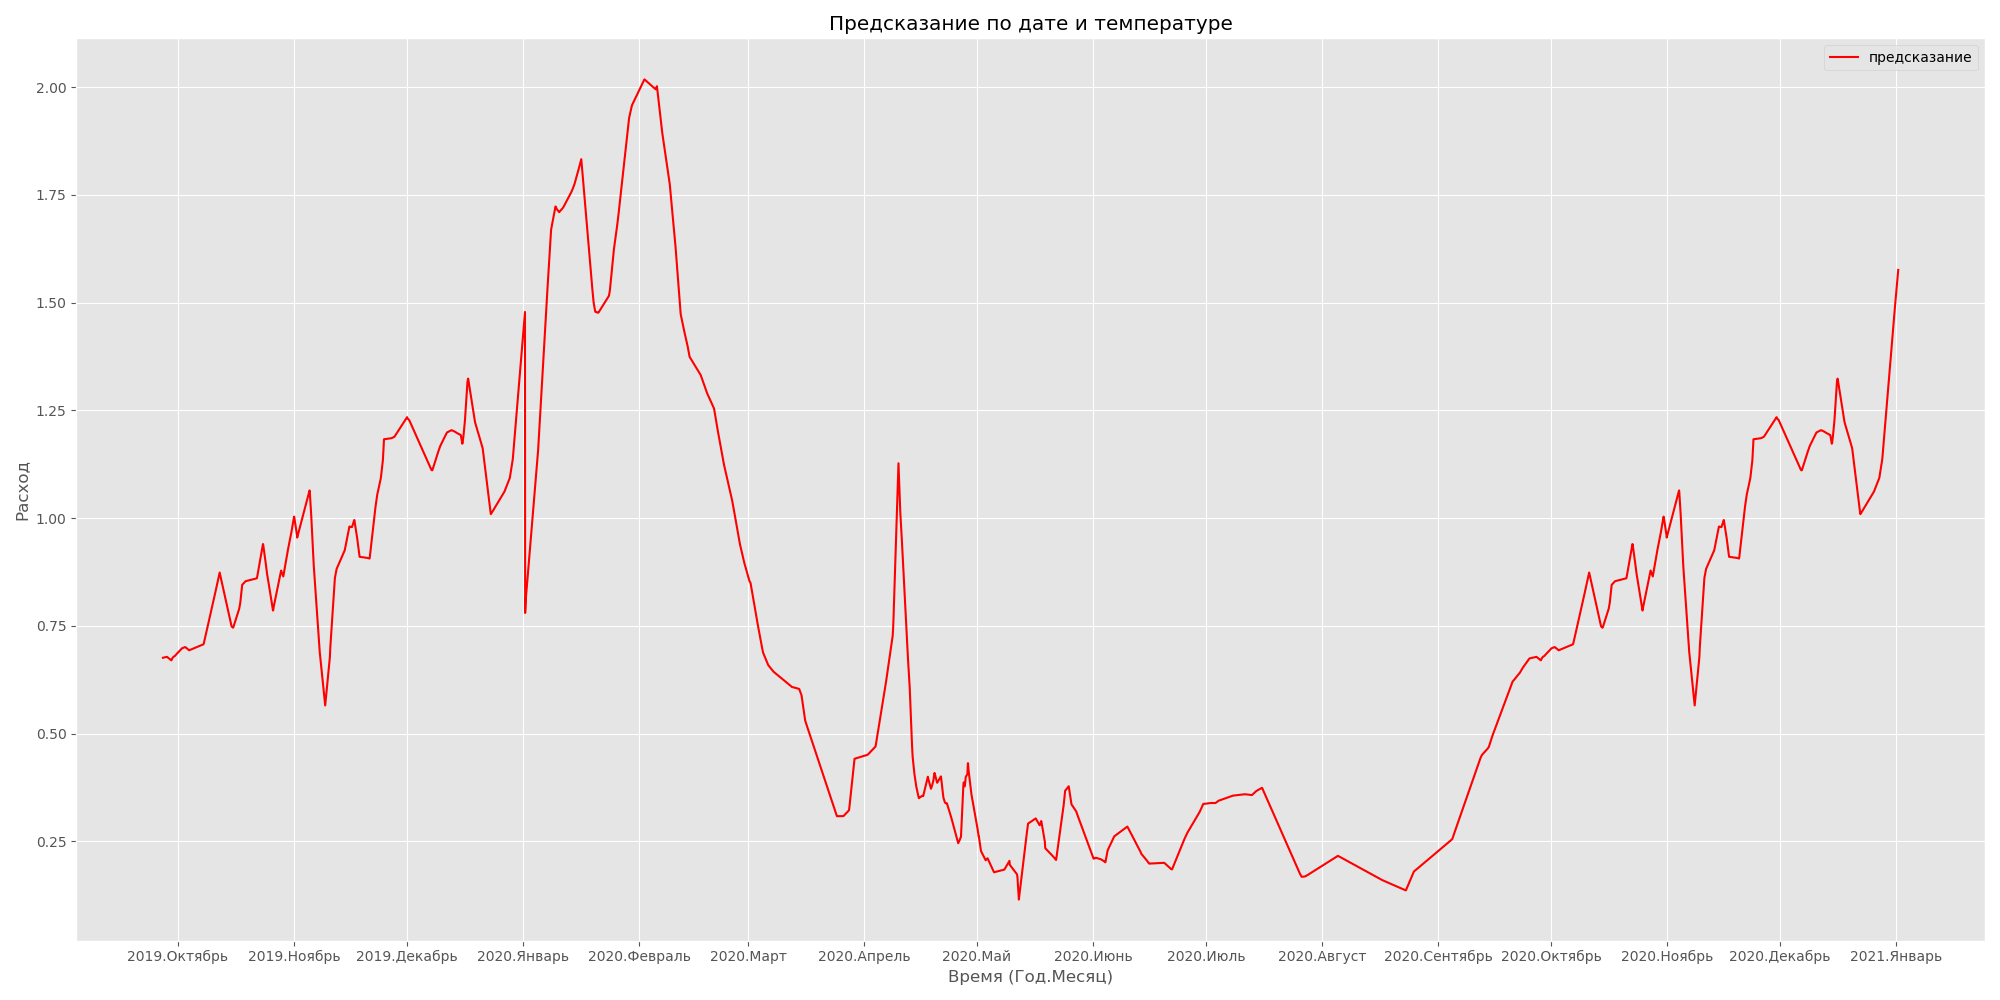 Предсказание по дате и температуре
предсказание
2.00
1.75
1.50
1.25
1.00
0.75
0.50
0.25
Расход
2019.Октябрь 2019.Ноябрь 2019.Декабрь 2020.Январь 2020.Февраль 2020.Март 2020.Апрель 2020.Май 2020.Июнь 2020.Июль 2020.Август 2020.Сентябрь 2020.Октябрь 2020.Ноябрь 2020.Декабрь 2021.Январь
Время (Год.Месяц)